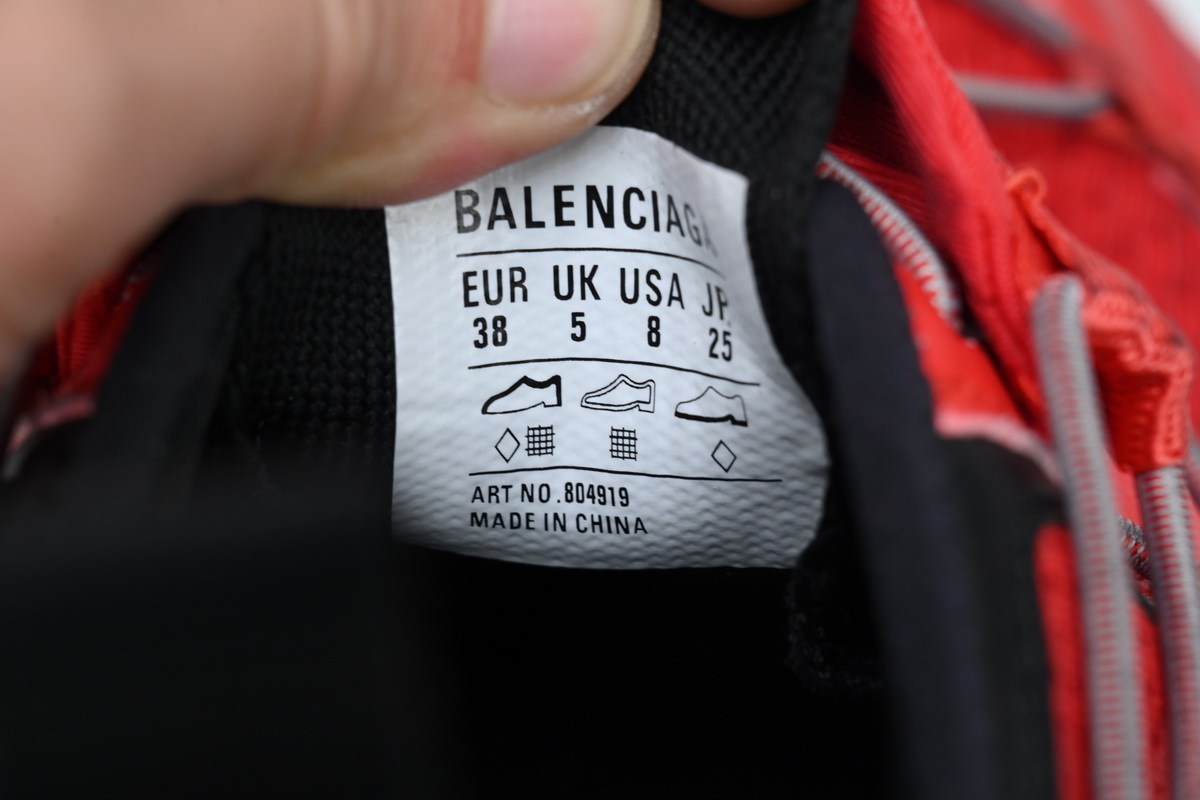 BALENCIAGA
EUR UK USA JP.
38 5 8 25
ART NO.804919
MADE IN CHINA